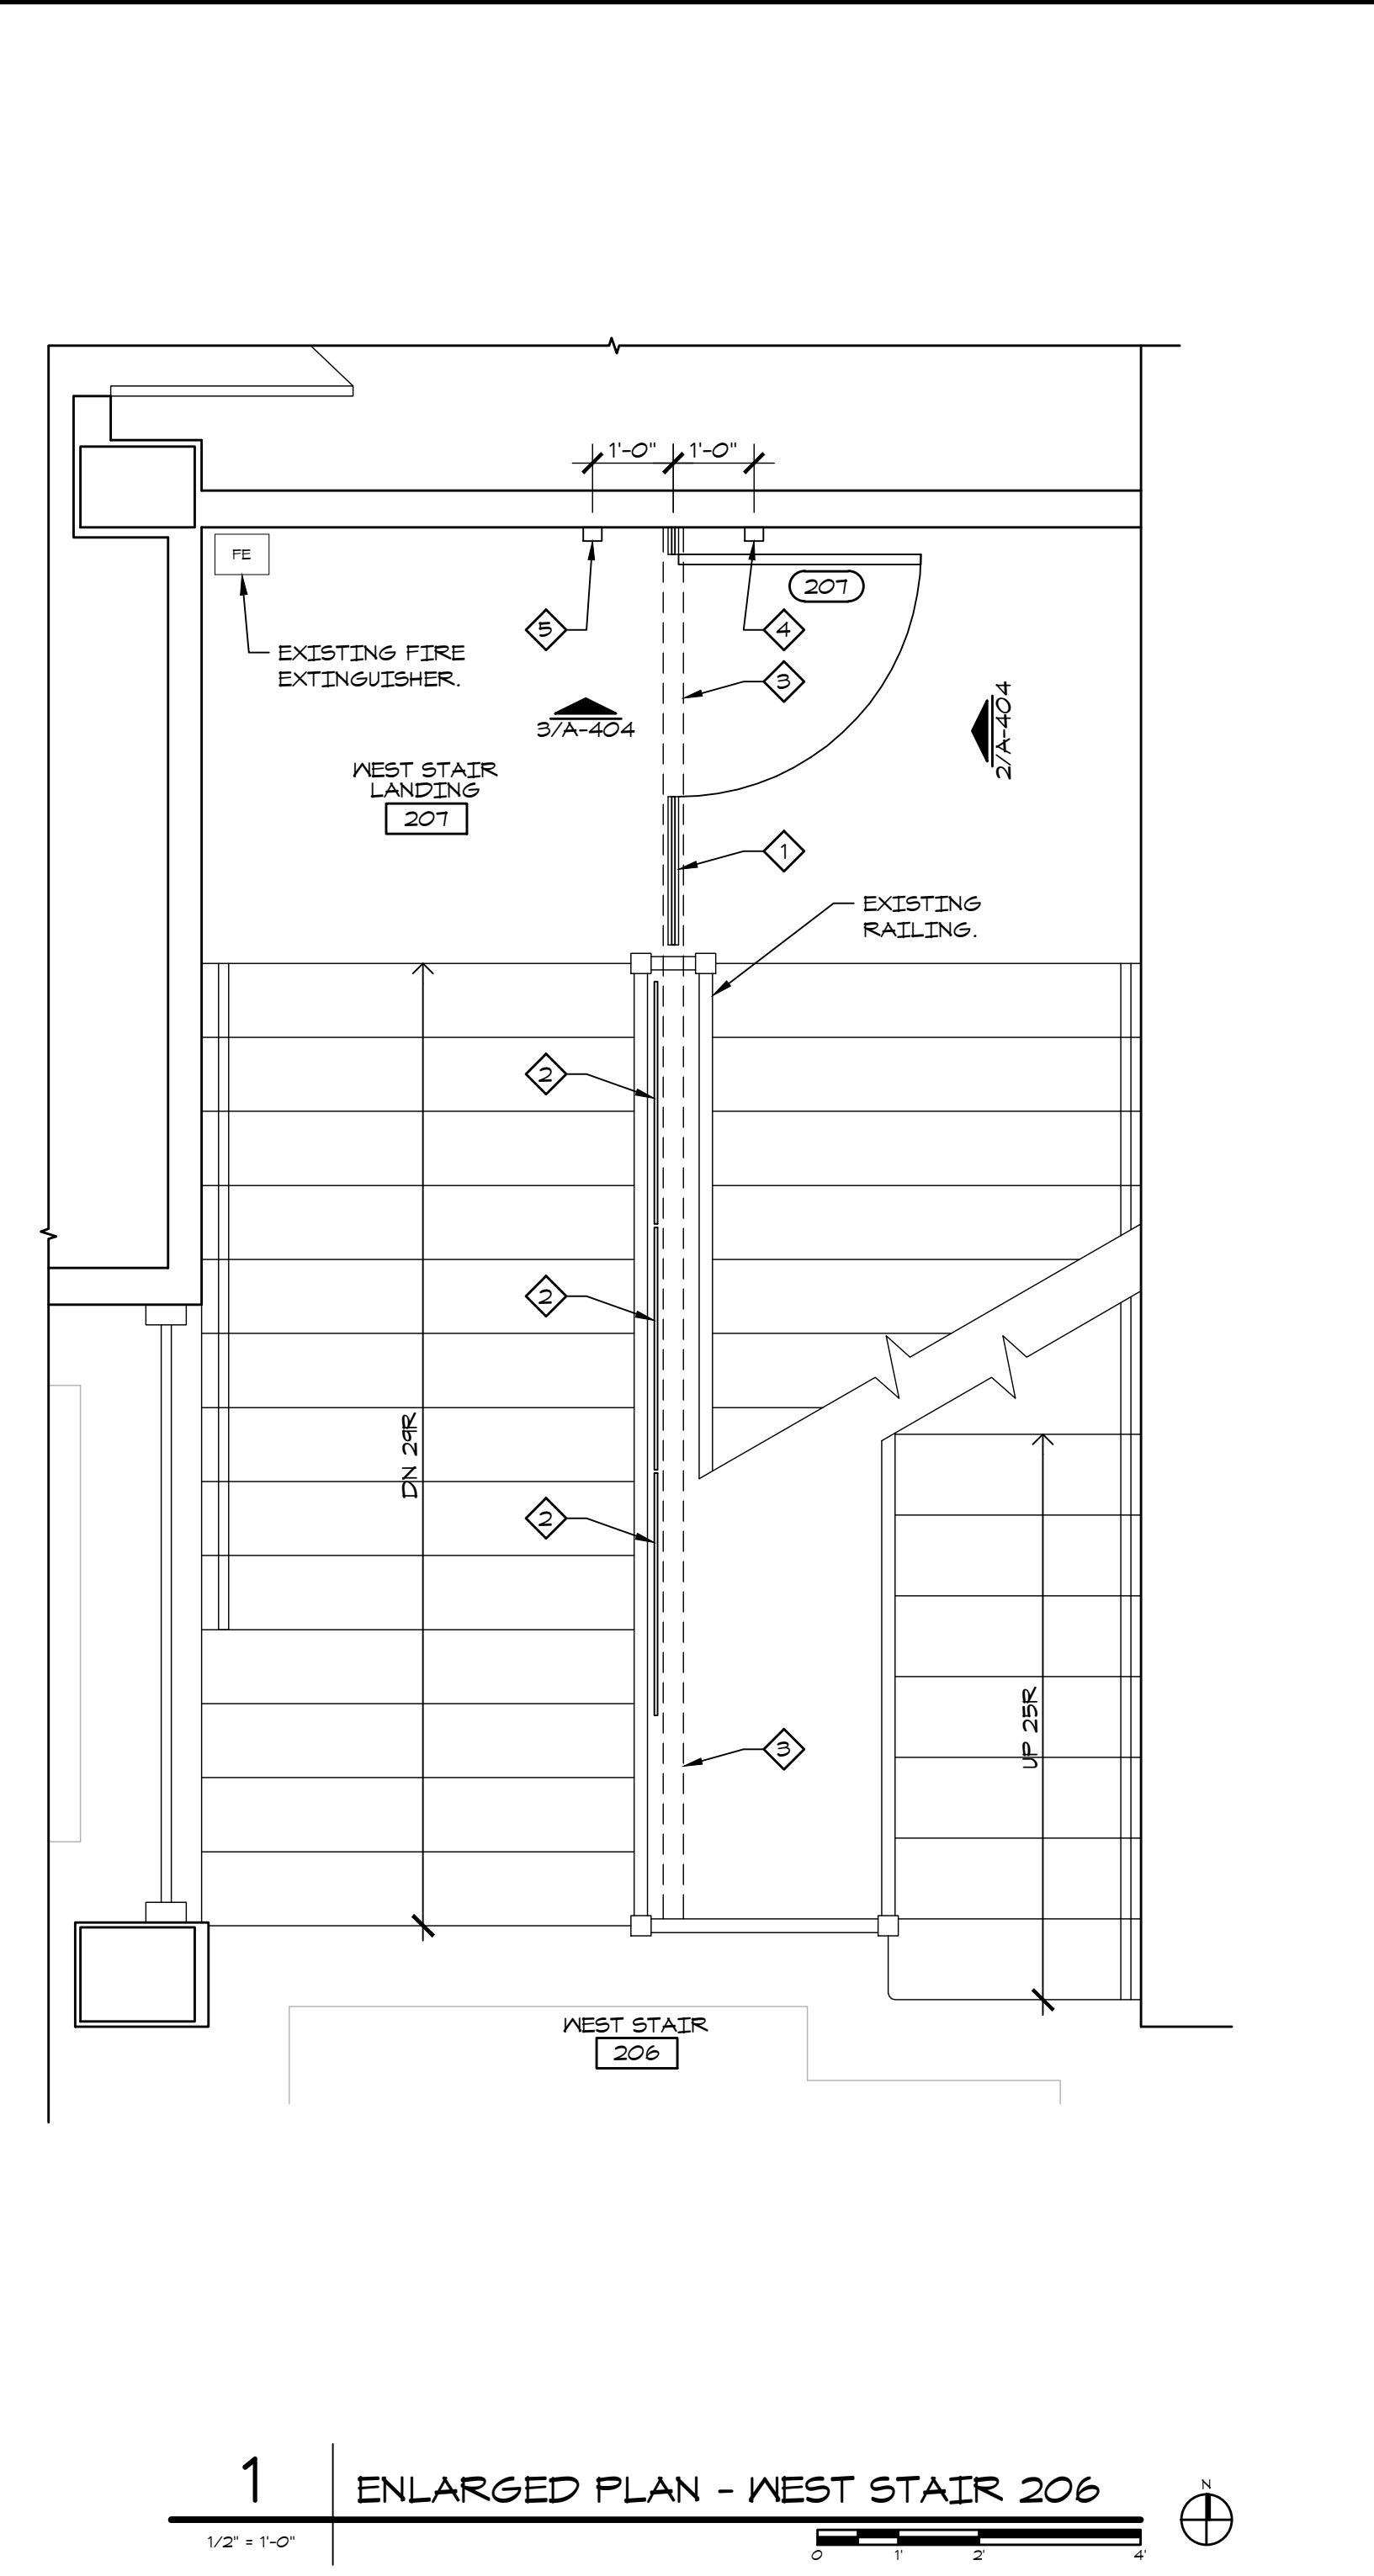 1'-0" 1'-0"
FE
207
5
4
EXISTING FIRE
EXTINGUISHER.
3
3/A-404
2/A-404
WEST STAIR
LANDING
207
1
EXISTING
RAILING.
2
2
DN 29R
2
UP 25R
3
WEST STAIR
206
1
ENLARGED PLAN - WEST STAIR 206
N
1/2" = 1'-0"
0 1' 2' 4'